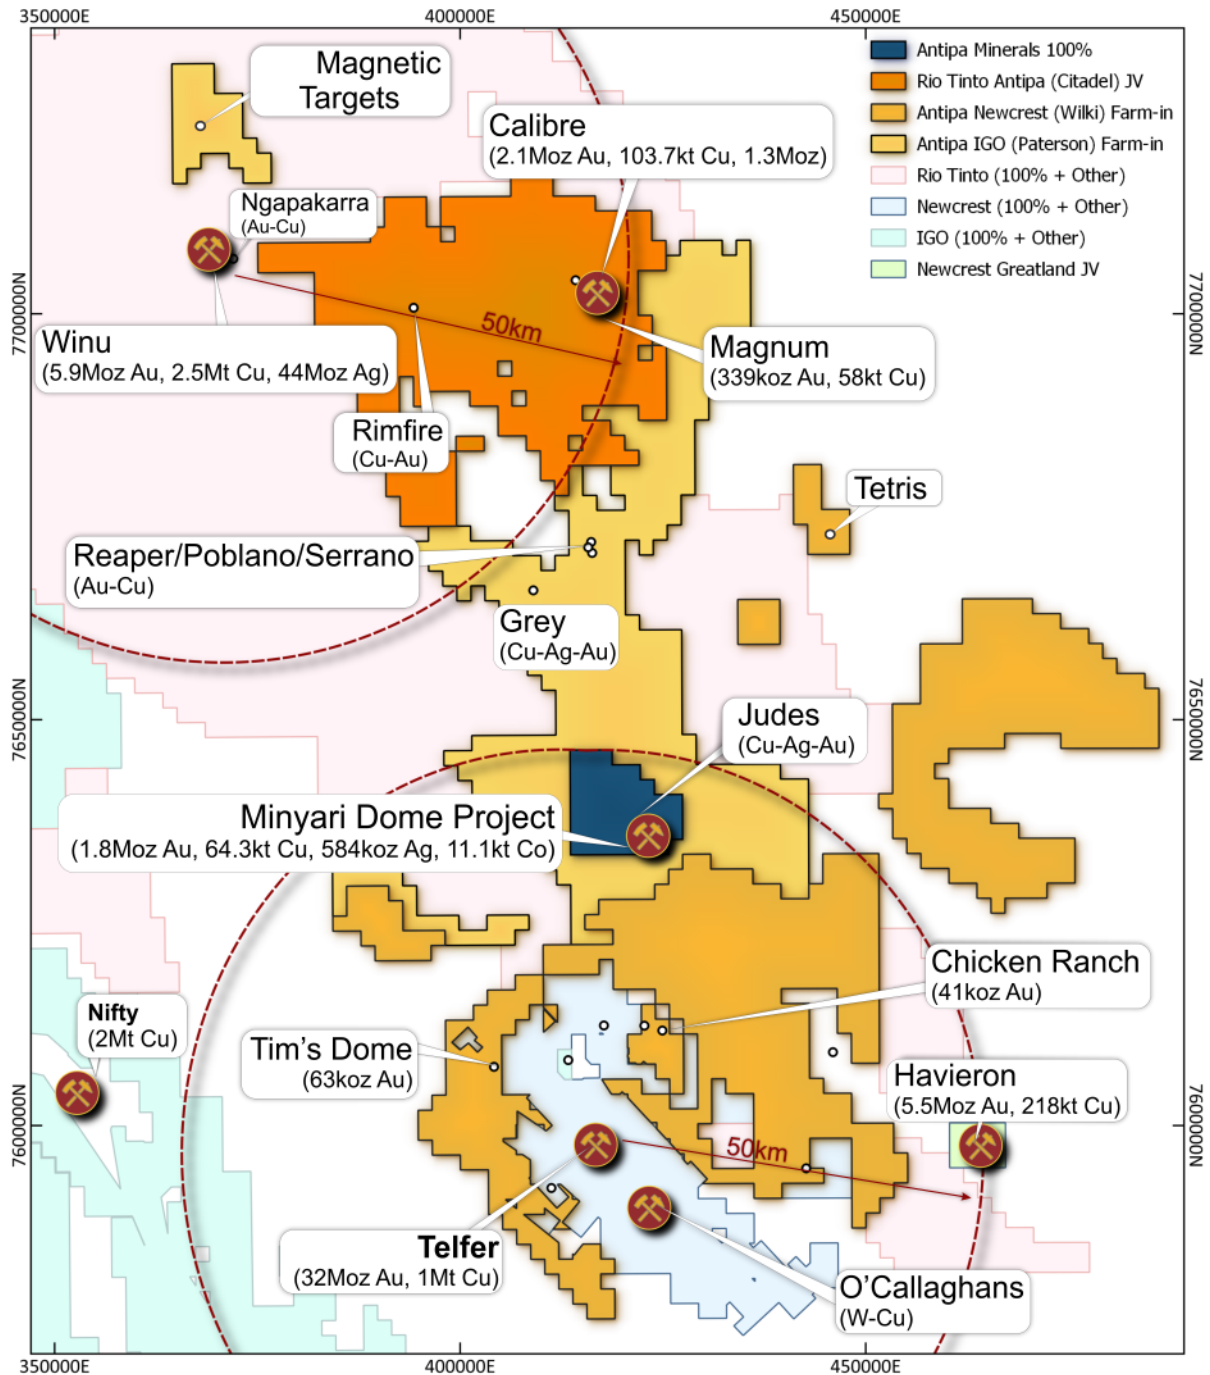 350000E
400000E
450000E
Antipa Minerals 100%
Rio Tinto Antipa (Citadel) JV
Antipa Newcrest (Wilki) Farm-in
Antipa IGO (Paterson) Farm-in
Rio Tinto (100% + Other)
Newcrest (100% + Other)
IGO (100% + Other)
Newcrest Greatland JV
Magnetic
Targets
Calibre
(2.1Moz Au, 103.7kt Cu, 1.3Moz)
Ngapakarra
(Au-Cu)
7700000N
7700000N
50km
Winu
(5.9Moz Au, 2.5Mt Cu, 44Moz Ag)
Magnum
(339koz Au, 58kt Cu)
Rimfire
(Cu-Au)
Tetris
Reaper/Poblano/Serrano
(Au-Cu)
Grey
(Cu-Ag-Au)
7650000N
7650000N
Judes
(Cu-Ag-Au)
Minyari Dome Project
(1.8Moz Au, 64.3kt Cu, 584koz Ag, 11.1kt Co)
Chicken Ranch
(41koz Au)
Nifty
(2Mt Cu)
Tim's Dome
(63koz Au)
Havieron
(5.5Moz Au, 218kt Cu)
7600000N
7600000N
50km
Telfer
(32Moz Au, 1Mt Cu)
O'Callaghans
(W-Cu)
350000E
400000E
450000E